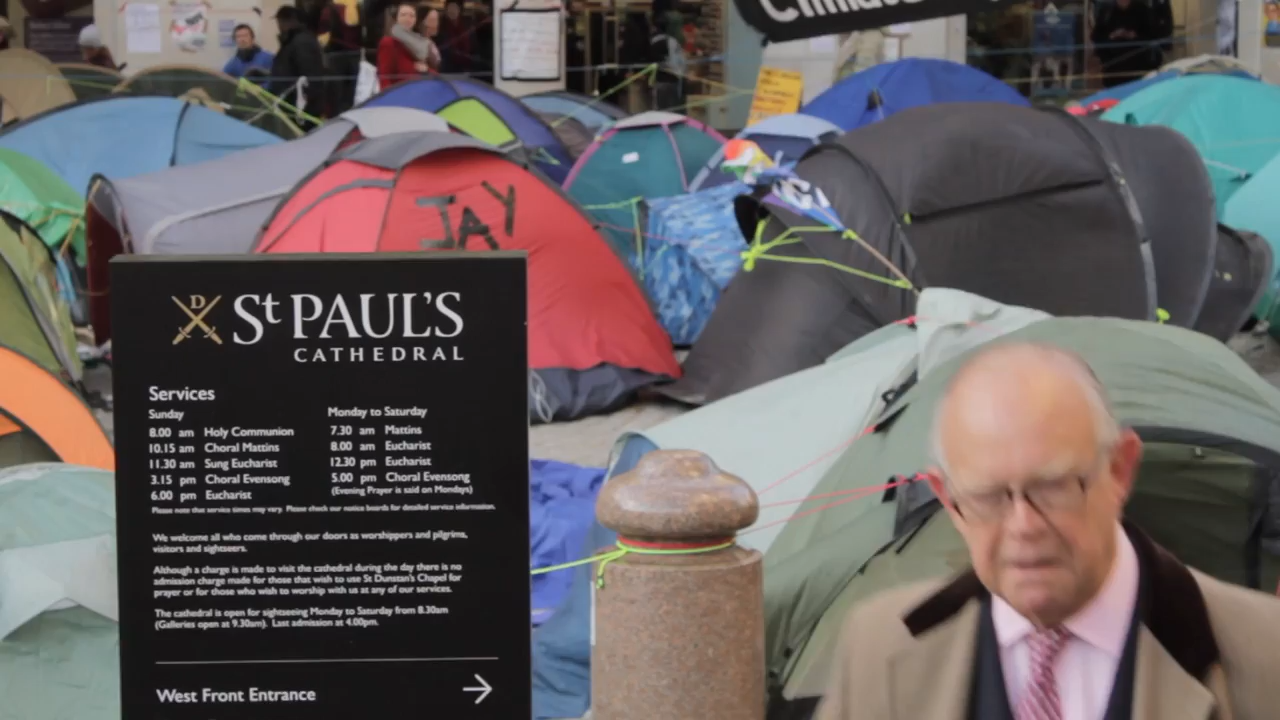 Climate
JAY
D
St PAUL'S
CATHEDRAL
Services
Sunday
8.00 am Holy Communion
10.15 am Choral Mattins
11.30 am Sung Eucharist
3.15 pm Choral Evensong
6.00 pm Eucharist
Monday to Saturday
7.30 am Mattins
8.00 am Eucharist
12.30 pm Eucharist
5.00 pm Choral Evensong
(Evening Prayer is said on Mondays)
Please note that service times may vary. Please check our notice boards for detailed service information.
We welcome all who come through our doors as worshippers and pilgrims,
visitors and sightseers.
Although a charge is made to visit the cathedral during the day there is no
admission charge made for those that wish to use St Dunstan's Chapel for
prayer or for those who wish to worship with us at any of our services.
The cathedral is open for sightseeing Monday to Saturday from 8.30am
(Galleries open at 9.30am). Last admission at 4.00pm.
West Front Entrance